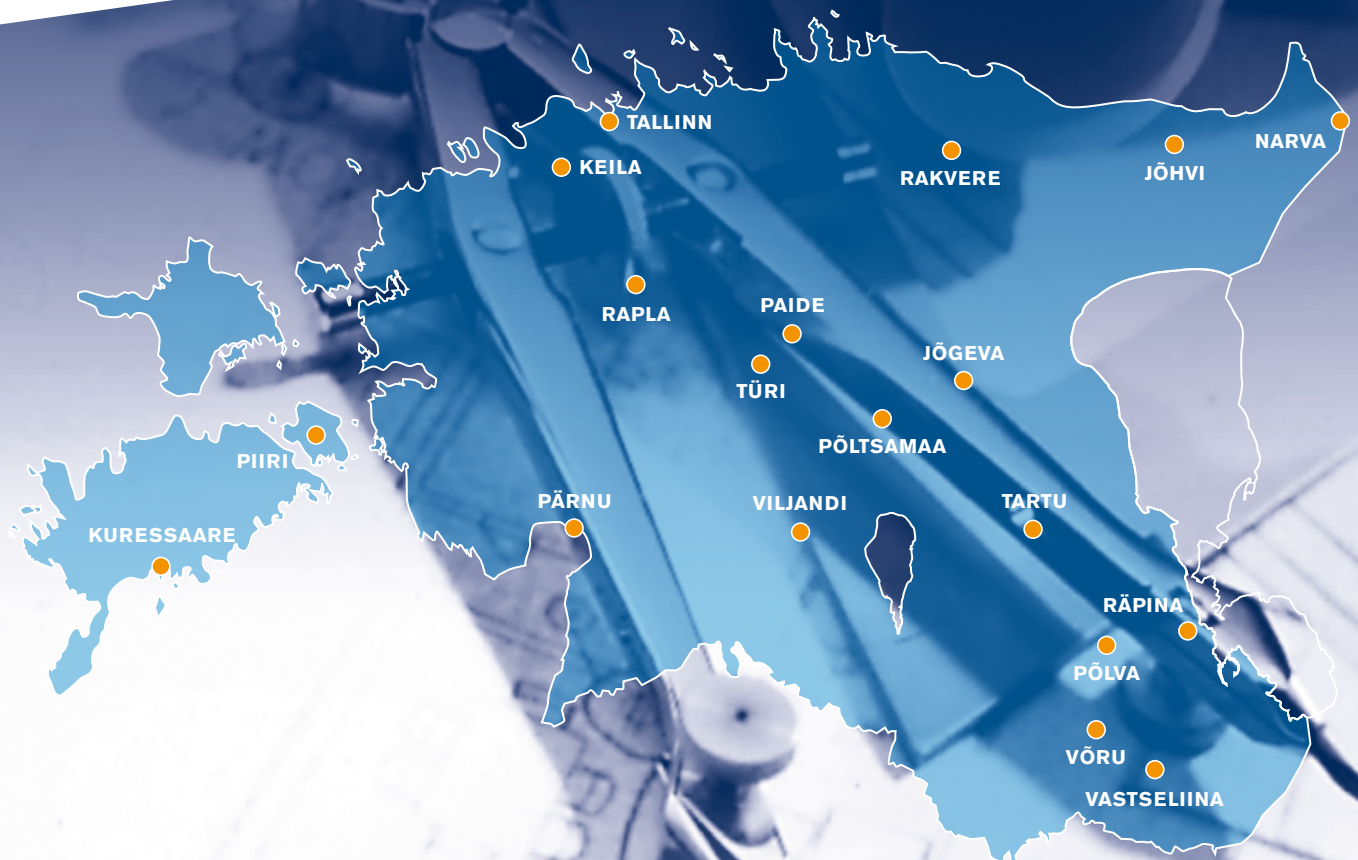 TALLINN
NARVA
KEILA
JÕHVI
RAKVERE
PAIDE
RAPLA
JÕGEVA
TÜRI
PÕLTSAMAA
PIIRI
PÄRNU
VILJANDI
TARTU
KURESSAARE
RÄPINA
PÕLVA
VÕRU
VASTSELIINA